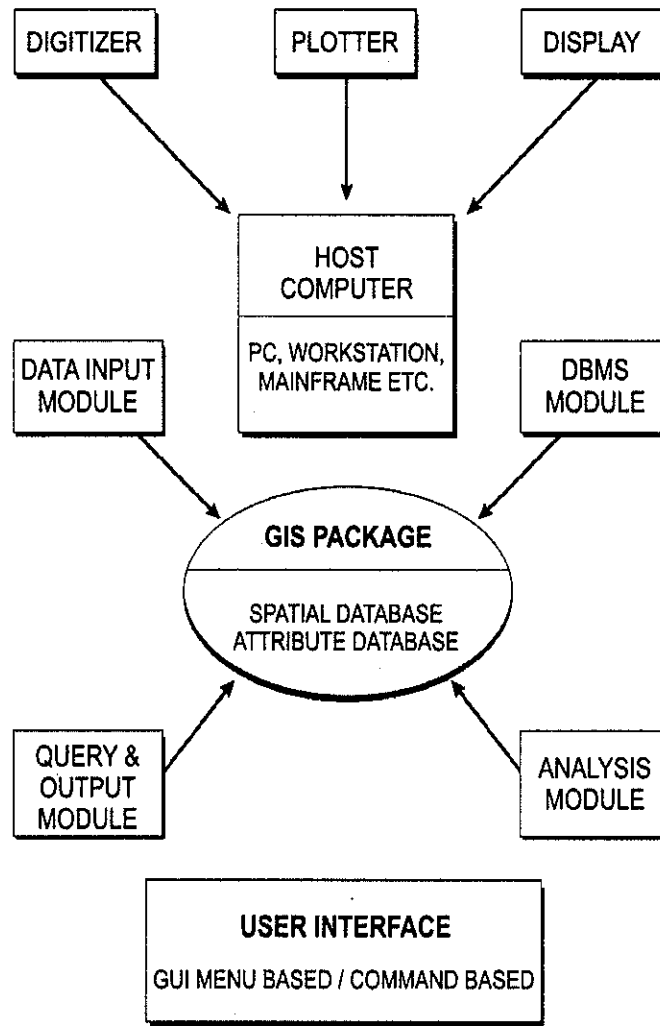 DIGITIZER
PLOTTER
DISPLAY
HOST
COMPUTER
PC, WORKSTATION,
MAINFRAME ETC.
DATA INPUT
MODULE
DBMS
MODULE
GIS PACKAGE
SPATIAL DATABASE
ATTRIBUTE DATABASE
QUERY &
OUTPUT
MODULE
ANALYSIS
MODULE
USER INTERFACE
GUI MENU BASED / COMMAND BASED